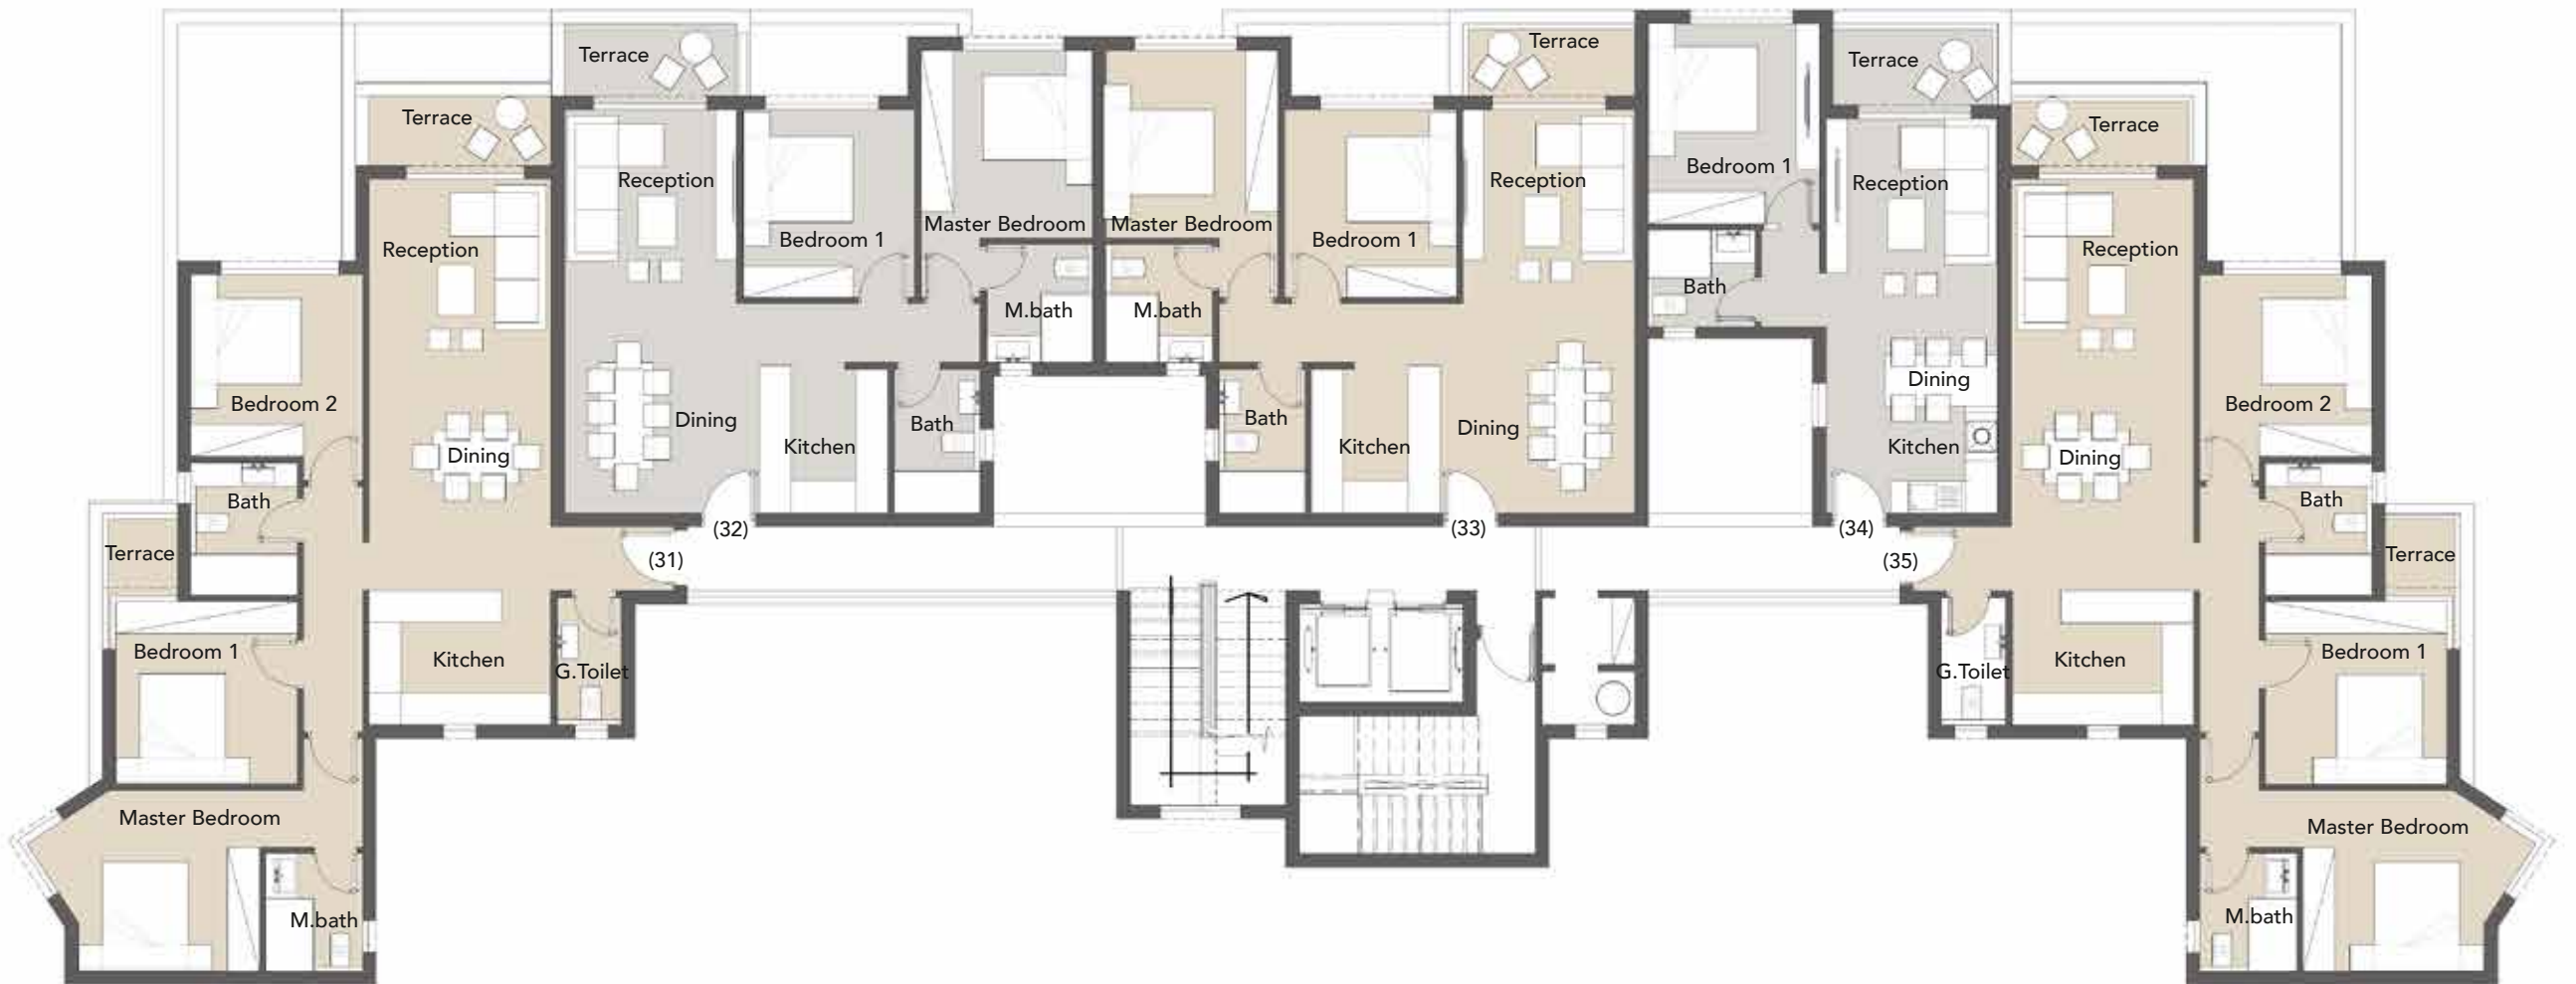 Terrace
Reception
Dining
Bedroom 2
Bath
Terrace
Bedroom 1
Kitchen
G.Toilet
Master Bedroom
M.bath
(31)
Terrace
Reception
Bedroom 1
Master Bedroom
M.bath
Dining
Kitchen
Bath
(32)
Terrace
Master Bedroom
Bedroom 1
Reception
M.bath
Bath
Kitchen
Dining
(33)
Bedroom 1
Terrace
Reception
Bath
Dining
Kitchen
(34)
Terrace
Reception
Dining
Bedroom 2
Bath
Terrace
(35)
G.Toilet
Kitchen
Bedroom 1
Master Bedroom
M.bath